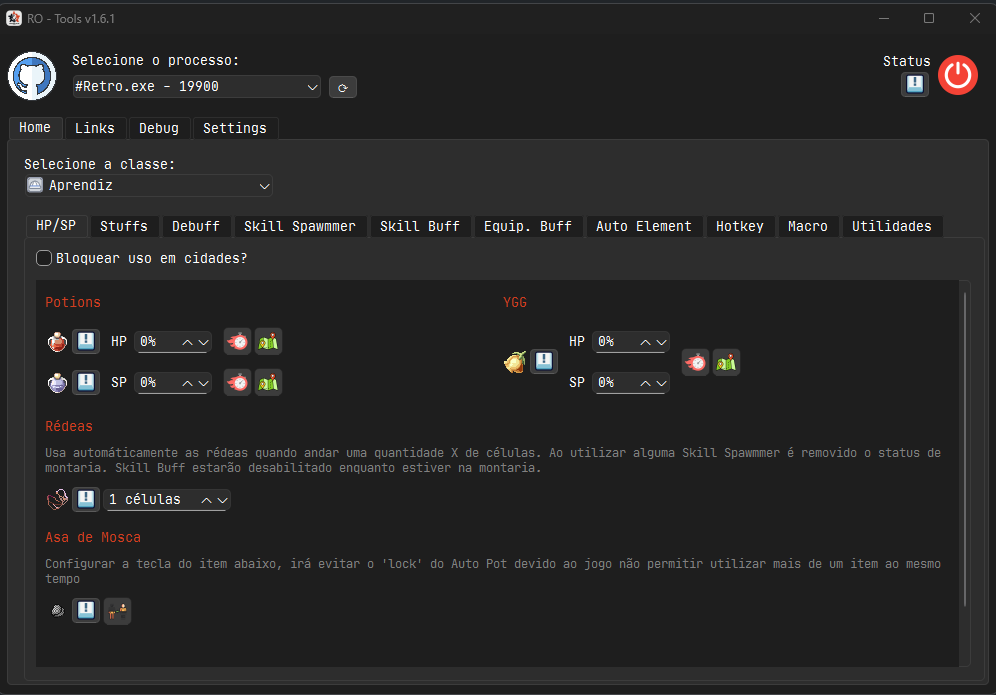 RO - Tools v1.6.1
Selecione o processo:
Status
#Retro.exe - 19900
Home Links Debug Settings
Selecione a classe:
Aprendiz
HP/SP Stuffs Debuff Skill Spawmmer Skill Buff Equip. Buff Auto Element Hotkey Macro Utilidades
Bloquear uso em cidades?
Potions
YGG
HP 0%
HP 0%
SP 0%
SP 0%
Rédeas
Usa automáticamente as rédeas quando andar uma quantidade X de células. Ao utilizar alguma Skill Spawmmer é removido o status de
montaria. Skill Buff estarão desabilitado enquanto estiver na montaria.
1 células
Asa de Mosca
Configurar a tecla do item abaixo, irá evitar o 'lock' do Auto Pot devido ao jogo não permitir utilizar mais de um item ao mesmo
tempo